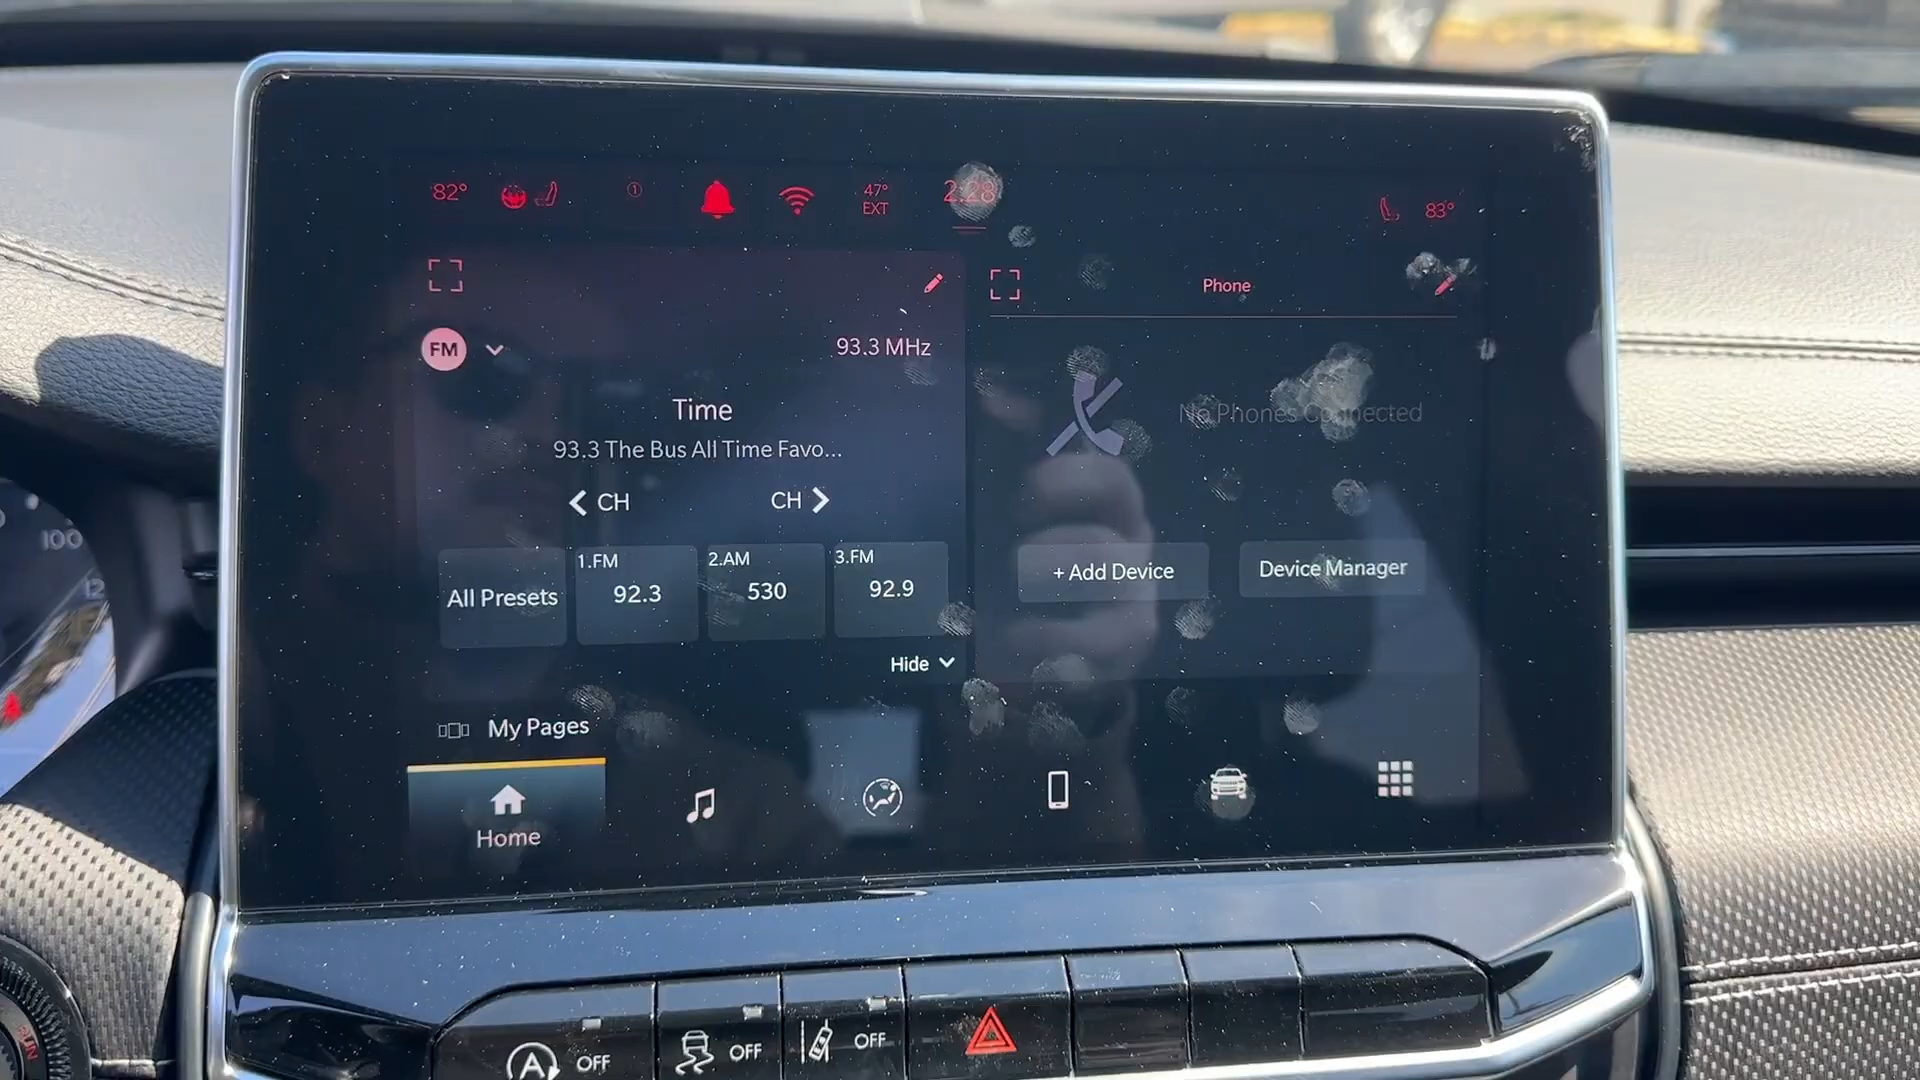 82°
47°
EXT
2:28
83°
FM
93.3 MHz
Time
93.3 The Bus All Time Favo...
CH
CH
All Presets
1.FM
92.3
2.AM
530
3.FM
92.9
Hide
Phone
No Phones Connected
+ Add Device
Device Manager
My Pages
Home
A OFF
OFF
OFF
100
RUN